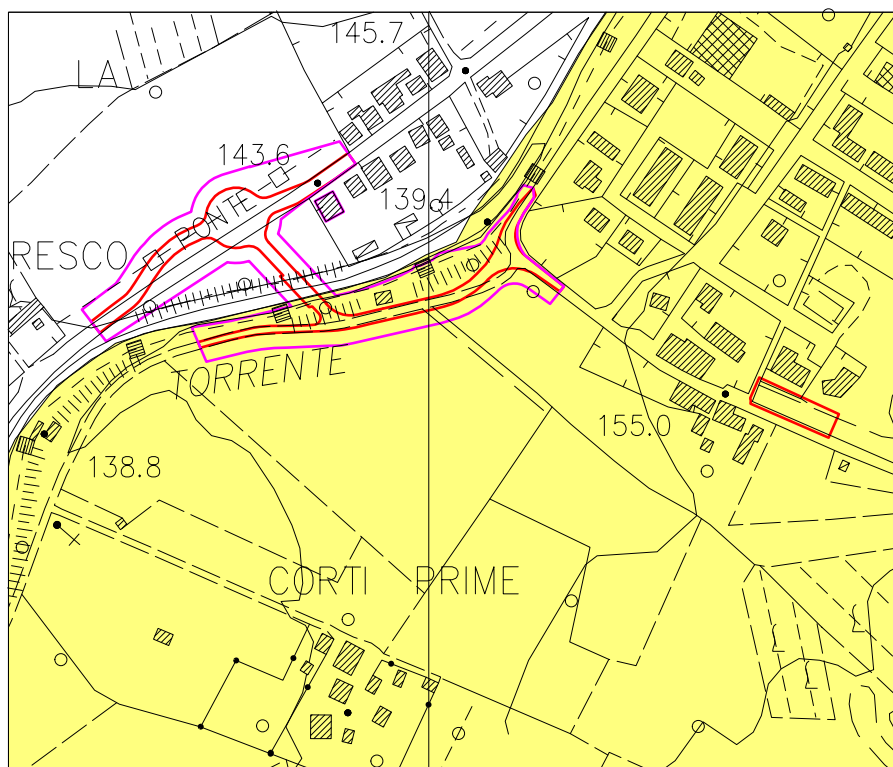 145.7
LA
143.6
139.4
PONTE
RESCO
TORRENTE
155.0
138.8
CORTI PRIME